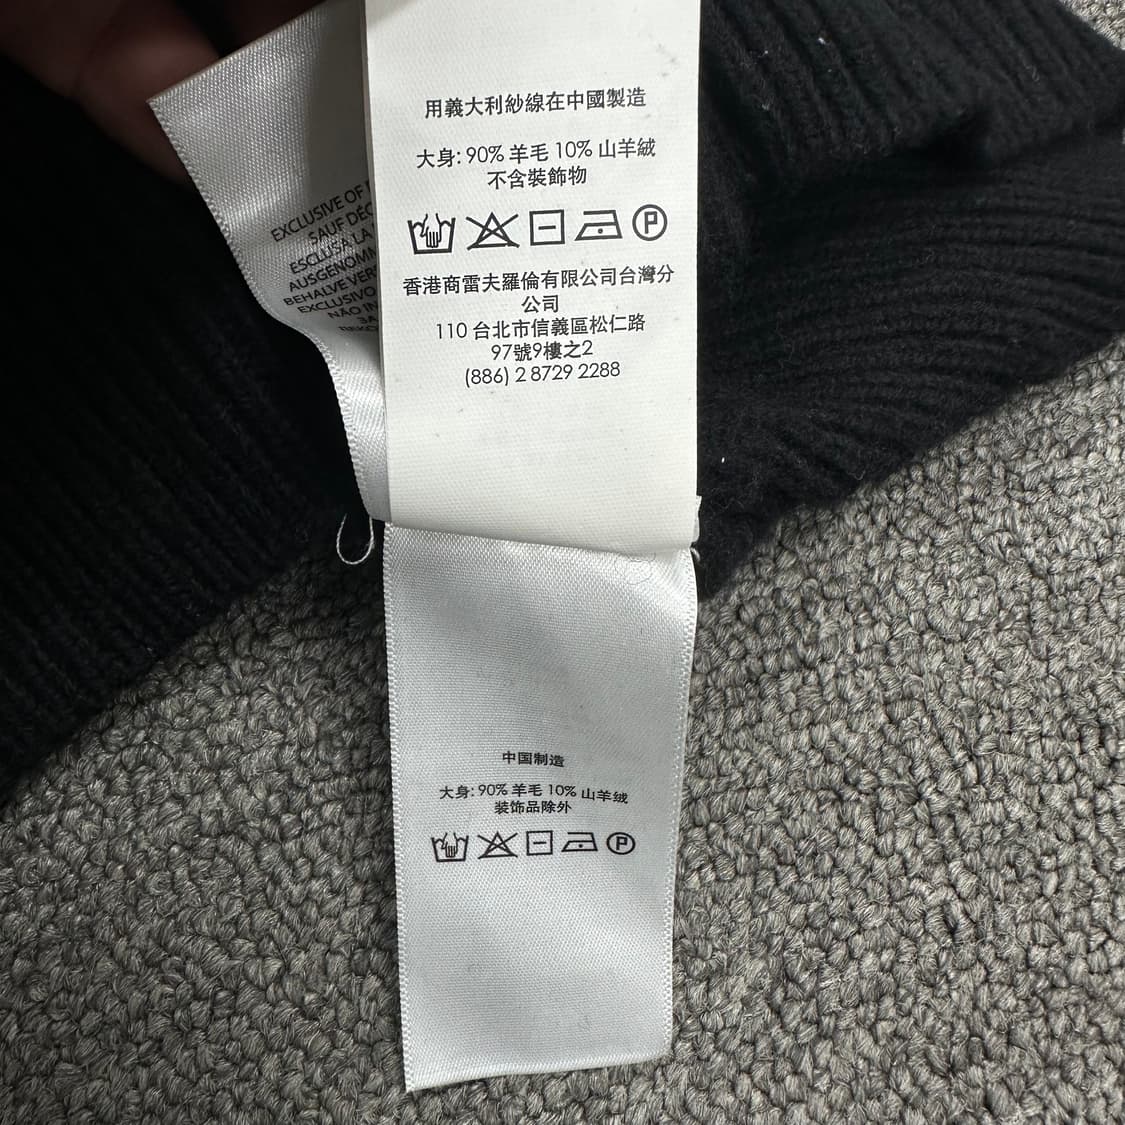 用義大利紗線在中國製造
大身: 90% 羊毛 10% 山羊絨
不含裝飾物
P
香港商雷夫羅倫有限公司台灣分
公司
110 台北市信義區松仁路
97號9樓之2
(886) 2 8729 2288
EXCLUSIVE OF
SAUF DÉC
ESCLUSA LA
AUSGENOMM
BEHALVE VER
EXCLUSIVO
NÃO IN
中国制造
大身: 90% 羊毛 10% 山羊绒
装饰品除外
P